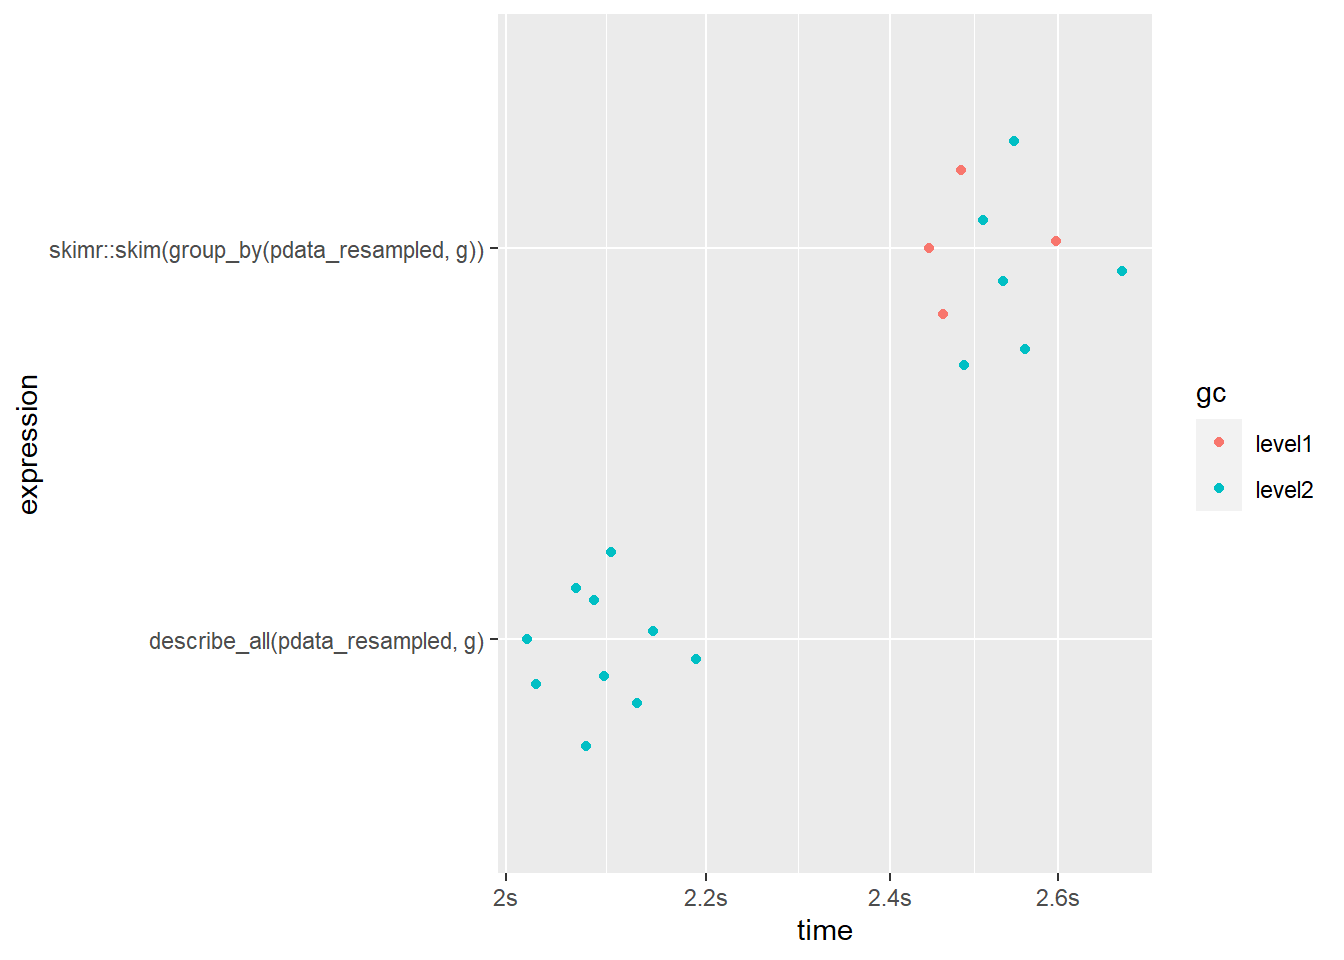 skimr::skim(group_by(pdata_resampled, g))
describe_all(pdata_resampled, g)
expression
2s 2.2s 2.4s 2.6s
time
gc
level1
level2